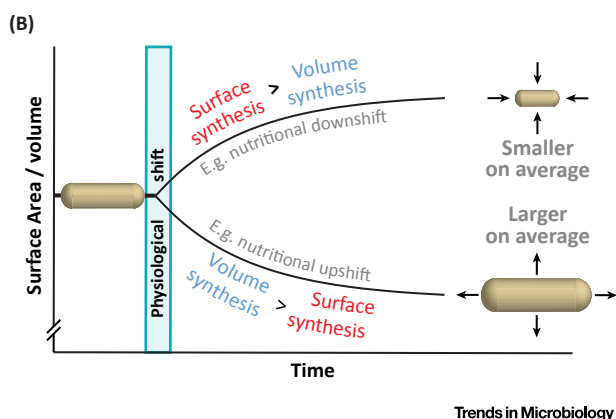 (B)
Surface Area / volume
Physiological shift
Surface synthesis > Volume synthesis
E.g. nutritional downshift
Smaller
on average
Larger
on average
E.g. nutritional upshift
Volume synthesis > Surface synthesis
Time
Trends in Microbiology